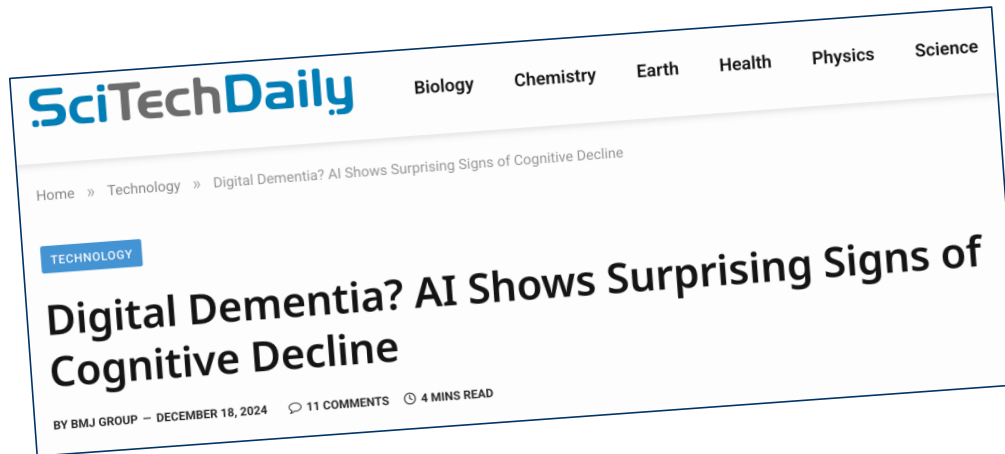 SciTechDaily
Biology Chemistry Earth Health Physics Science
Home » Technology » Digital Dementia? AI Shows Surprising Signs of Cognitive Decline
TECHNOLOGY
Digital Dementia? AI Shows Surprising Signs of
Cognitive Decline
BY BMJ GROUP — DECEMBER 18, 2024 11 COMMENTS 4 MINS READ